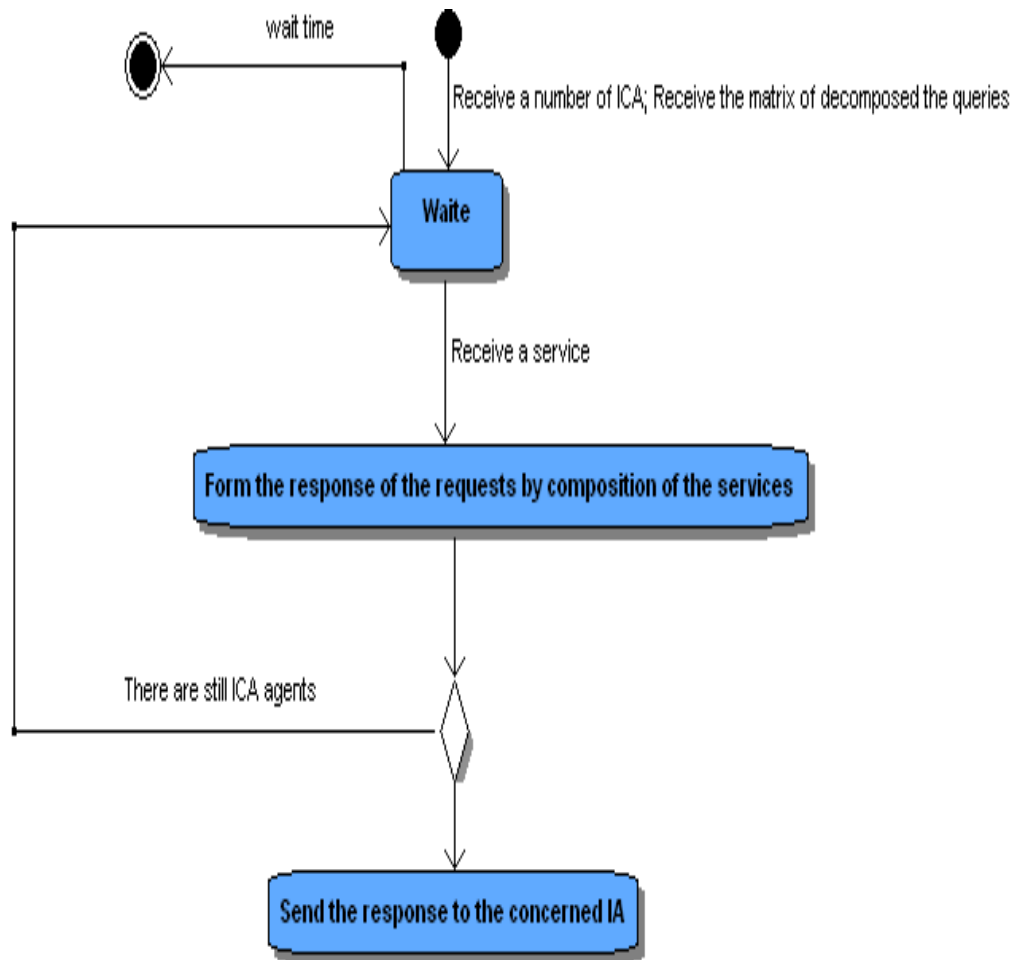 wait time
Receive a number of ICA; Receive the matrix of decomposed the queries
Waite
Receive a service
Form the response of the requests by composition of the services
There are still ICA agents
Send the response to the concerned IA